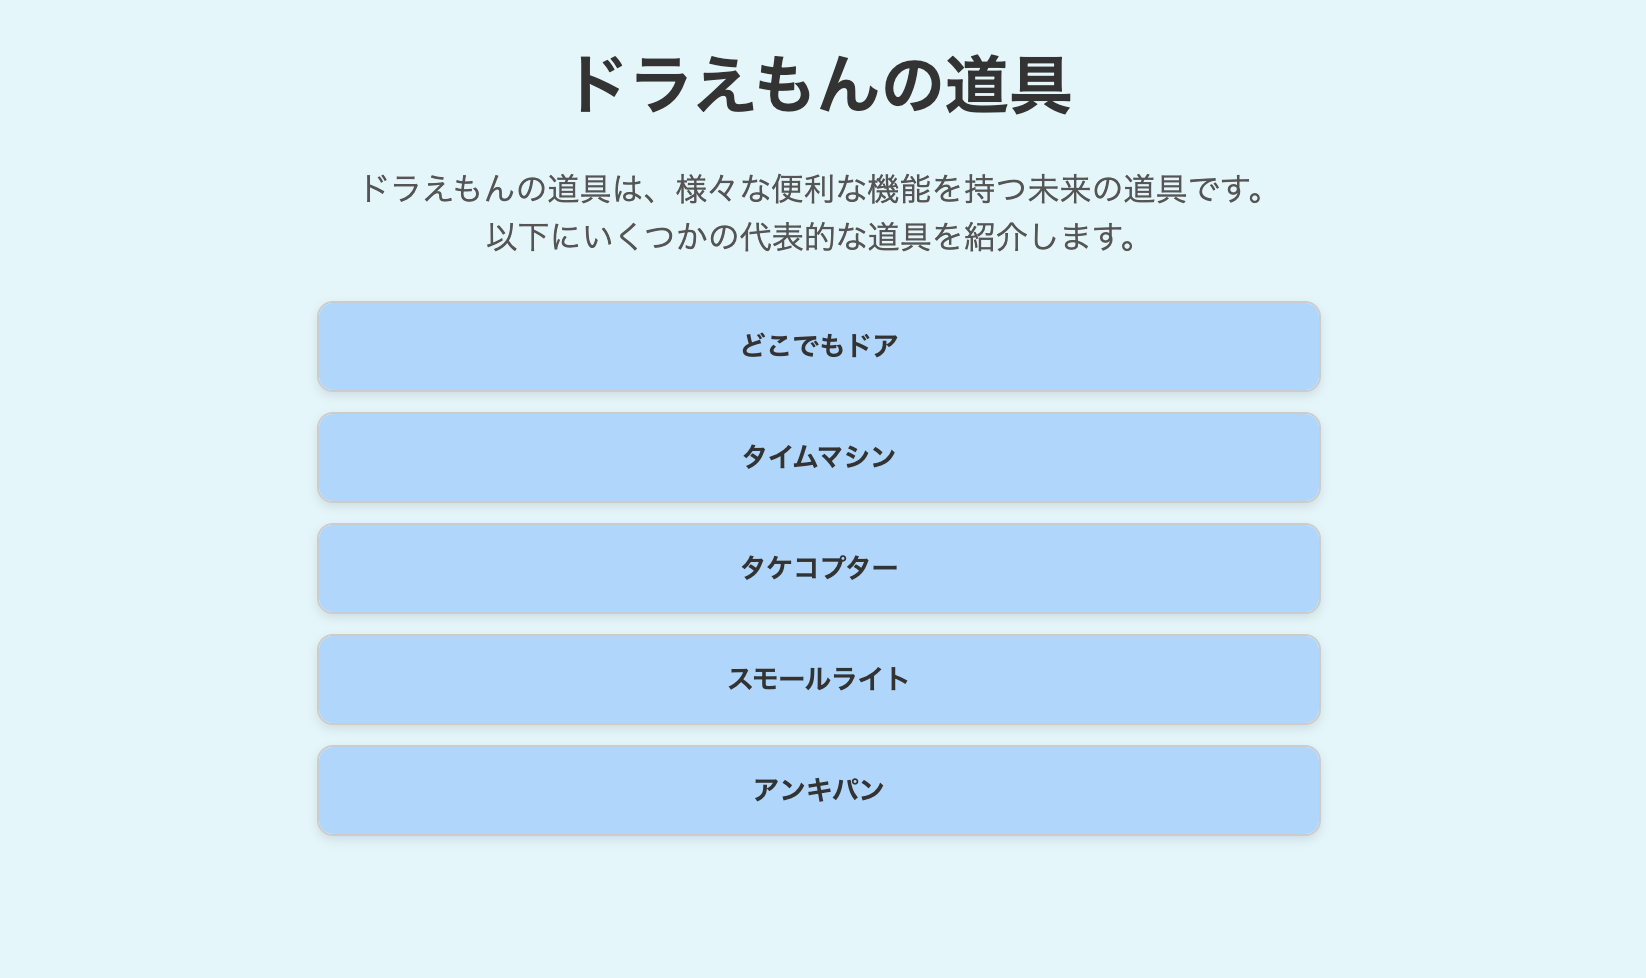 ドラえもんの道具
ドラえもんの道具は、様々な便利な機能を持つ未来の道具です。
以下にいくつかの代表的な道具を紹介します。
どこでもドア
タイムマシン
タケコプター
スモールライト
アンキパン